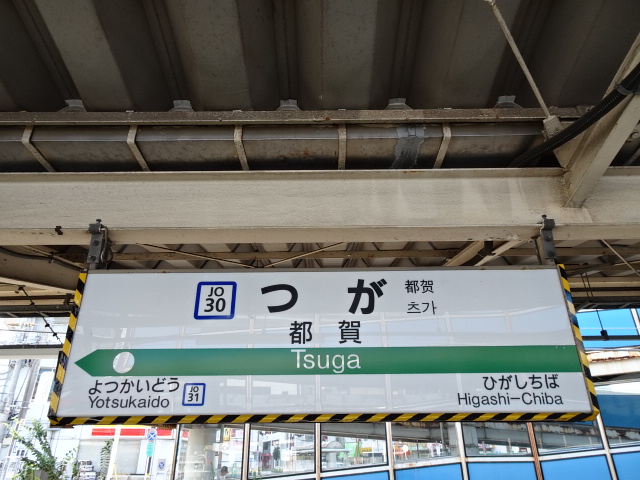 JO
30
つが
都贺
츠가
都賀
Tsuga
よつかいどう
Yotsukaido
JO
31
ひがしちば
Higashi-Chiba